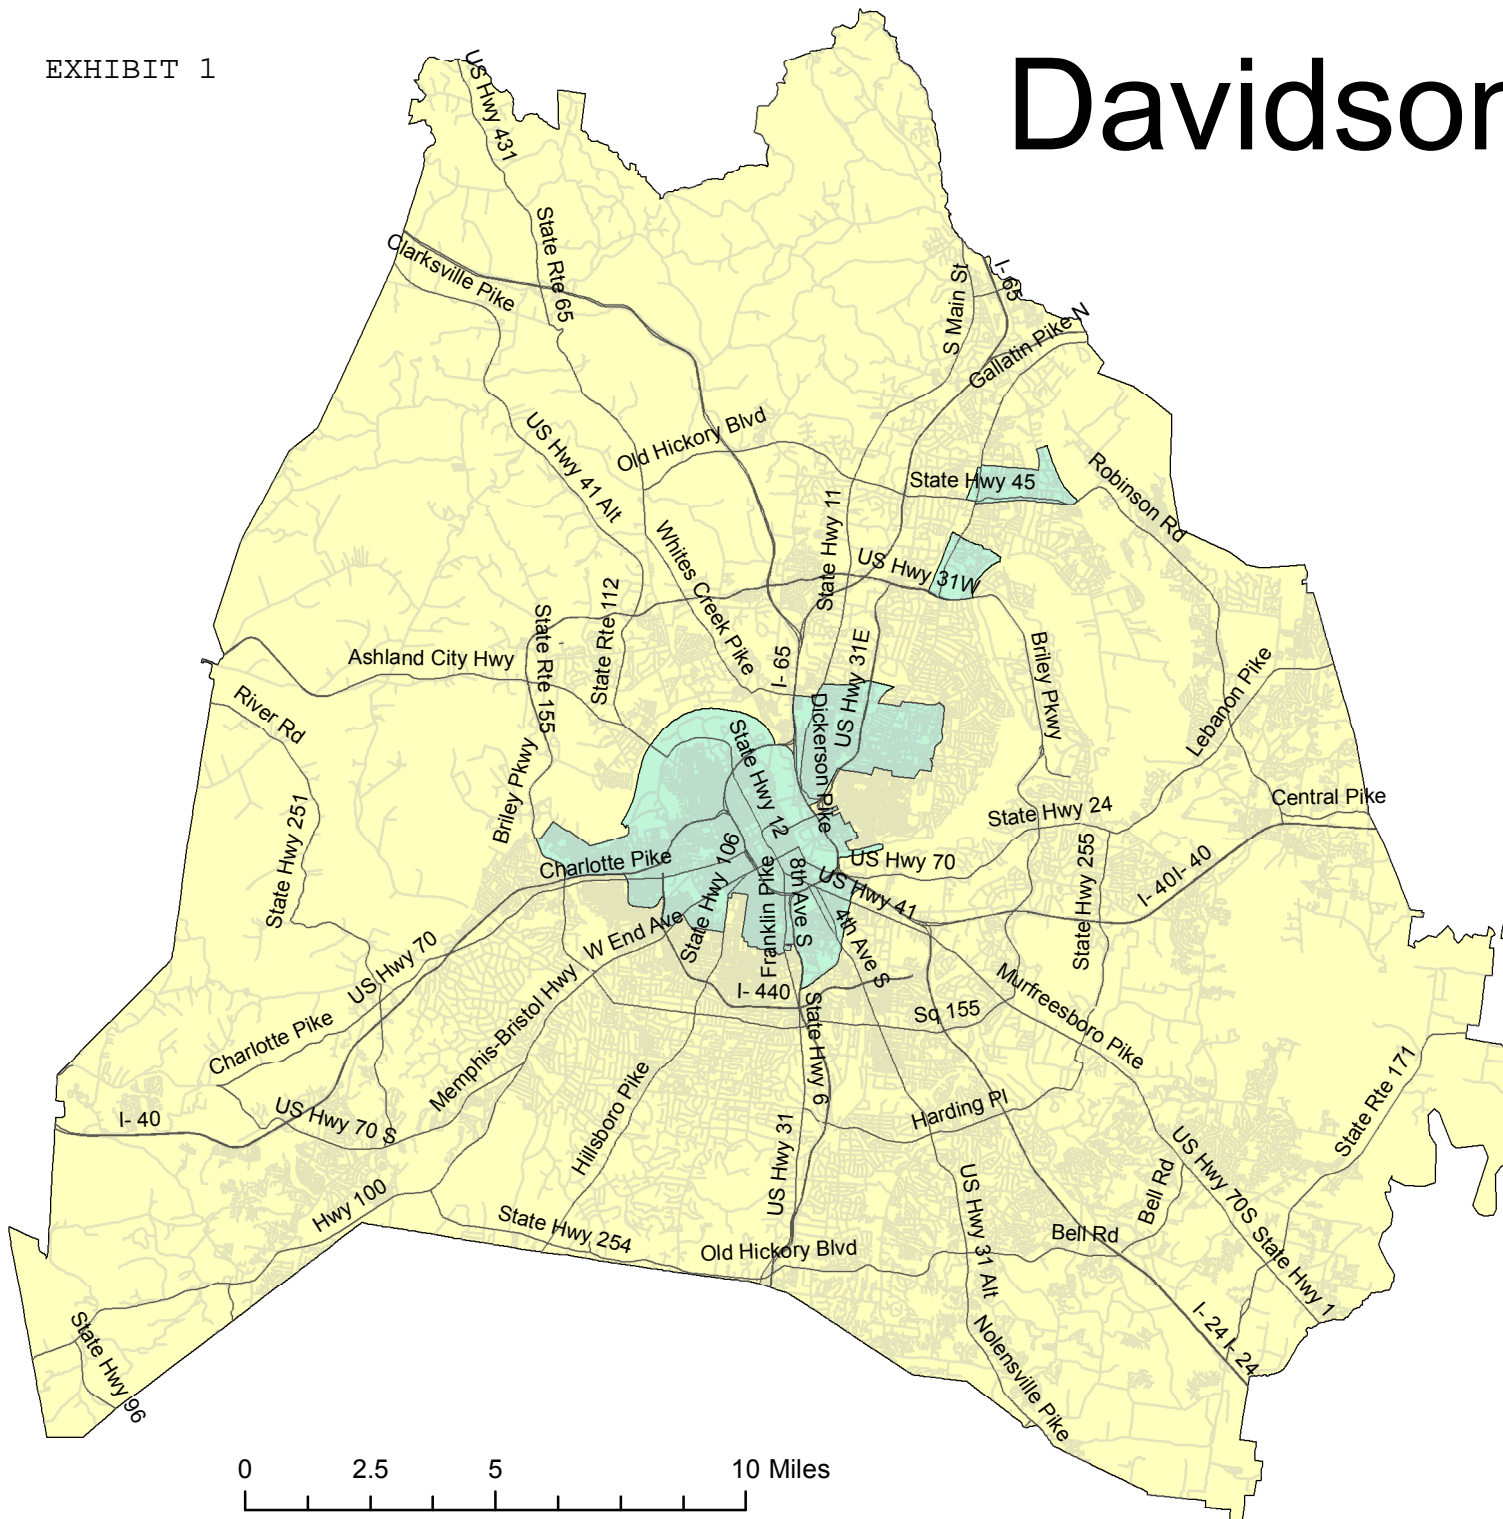 EXHIBIT 1
Davidson
US Hwy 431
State Rte 65
Clarksville Pike
S Main St
I- 65
Gallatin Pike N
Old Hickory Blvd
US Hwy 41 Alt
State Hwy 45
Robinson Rd
State Hwy 11
Whites Creek Pike
US Hwy 31W
State Rte 112
State Rte 155
Ashland City Hwy
I- 65
US Hwy 31E
Briley Pkwy
Lebanon Pike
River Rd
Dickerson Pike
State Hwy 12
Briley Pkwy
State Hwy 251
State Hwy 24
Central Pike
Charlotte Pike
State Hwy 106
US Hwy 70
State Hwy 255
I- 40
I- 40
8th Ave S
US Hwy 41
Franklin Pike
4th Ave S
W End Ave
State Hwy 106
US Hwy 70
Memphis-Bristol Hwy
I- 440
Sq 155
Murfreesboro Pike
Charlotte Pike
State Hwy 6
I- 40
US Hwy 70 S
Hillsboro Pike
Harding Pl
State Rte 171
US Hwy 31
US Hwy 70S
State Hwy 1
Bell Rd
Bell Rd
Hwy 100
State Hwy 254
Old Hickory Blvd
US Hwy 31 Alt
I- 24
I- 24
State Hwy 96
Nolensville Pike
0 2.5 5 10 Miles